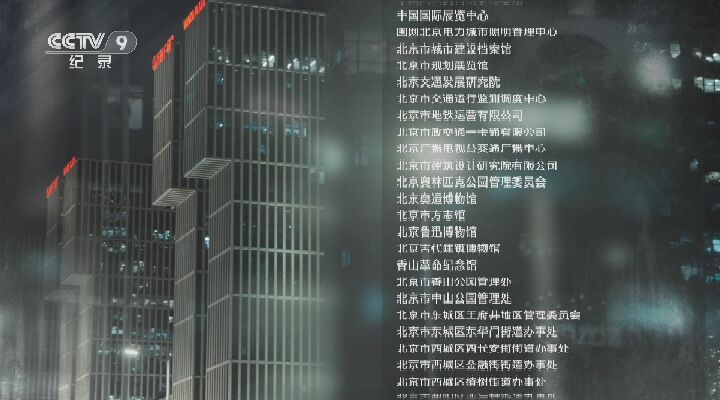 CCTV 9
纪录
中国国际展览中心
国网北京电力城市照明管理中心
北京市城市建设档案馆
北京市规划展览馆
北京交通发展研究院
北京市交通运行监测调度中心
北京市地铁运营有限公司
北京市政交通一卡通有限公司
北京广播电视台交通广播中心
北京市建筑设计研究院有限公司
北京奥林匹克公园管理委员会
北京奥运博物馆
北京市方志馆
北京鲁迅博物馆
北京古代建筑博物馆
香山革命纪念馆
北京市香山公园管理处
北京市中山公园管理处
北京市东城区王府井地区管理委员会
北京市东城区东华门街道办事处
北京市西城区西长安街街道办事处
北京市西城区金融街街道办事处
北京市西城区椿树街道办事处